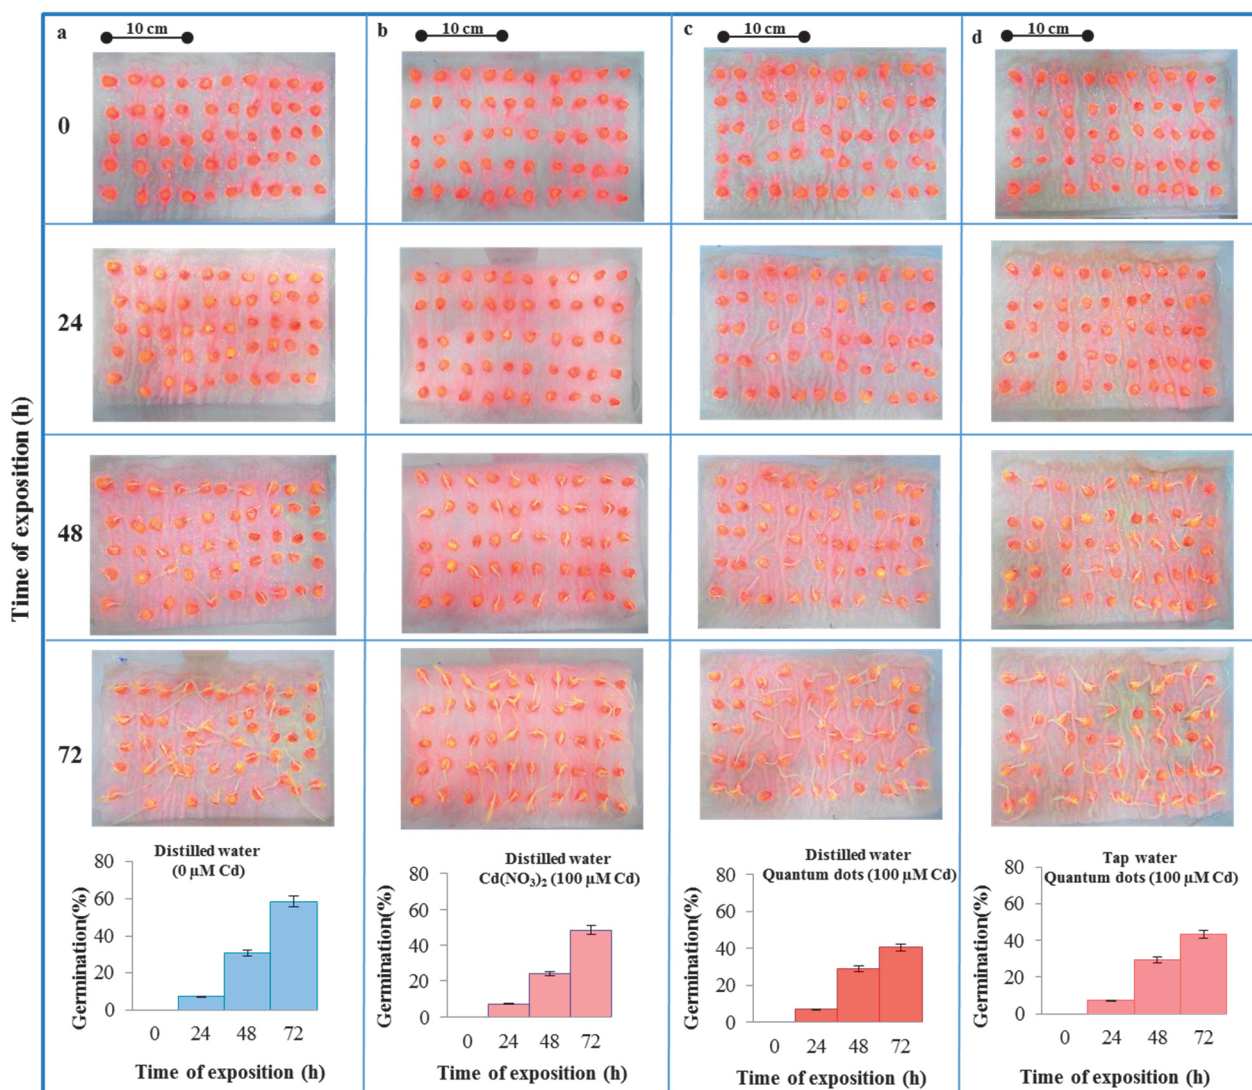 a
10 cm
b
10 cm
c
10 cm
d
10 cm
0
24
48
72
Time of exposition (h)
Distilled water
(0 µM Cd)
Germination(%)
80
60
40
20
0
0 24 48 72
Time of exposition (h)
Distilled water
Cd(NO₃)₂ (100 µM Cd)
Germination(%)
80
60
40
20
0
0 24 48 72
Time of exposition (h)
Distilled water
Quantum dots (100 µM Cd)
Germination(%)
80
60
40
20
0
0 24 48 72
Time of exposition (h)
Tap water
Quantum dots (100 µM Cd)
Germination(%)
80
60
40
20
0
0 24 48 72
Time of exposition (h)